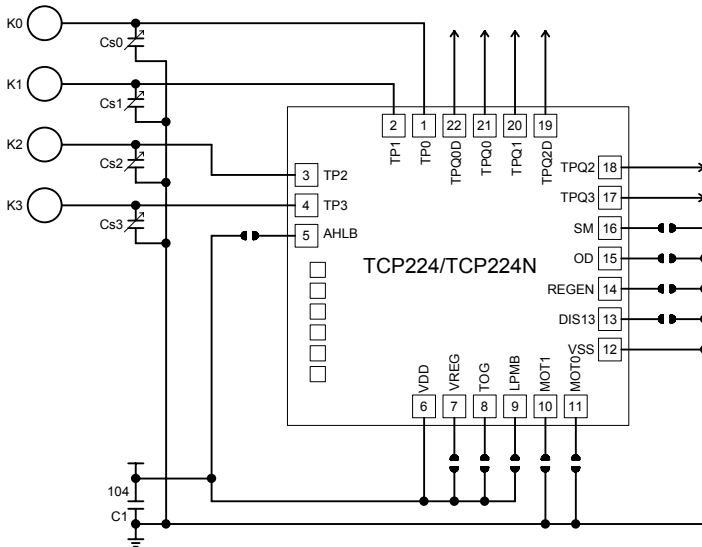 K0
Cs0
K1
Cs1
K2
Cs2
K3
Cs3
2
1
22
21
20
19
TP1
TP0
TPQ0D
TPQ0
TPQ1
TPQ2D
3 TP2
4 TP3
5 AHLB
TPQ2 18
TPQ3 17
SM 16
OD 15
REGEN 14
DIS13 13
VSS 12
TCP224/TCP224N
VDD
VREG
TOG
LPMB
MOT1
MOT0
6
7
8
9
10
11
104
C1